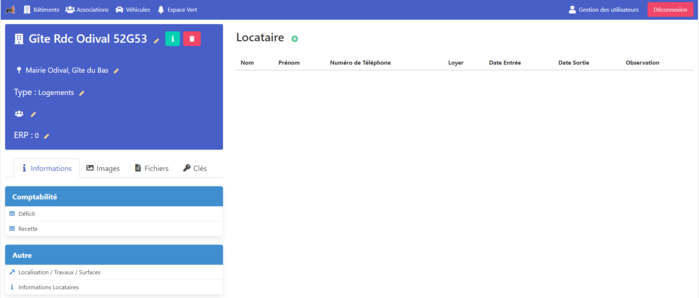 Bâtiments Associations Véhicules Espace Vert Gestion des utilisateurs Déconnexion
Gîte Rdc Odival 52G53
Mairie Odival, Gîte du Bas
Type : Logements
ERP : 0
Informations Images Fichiers Clés
Comptabilité
Déficit
Recette
Autre
Localisation / Travaux / Surfaces
Informations Locataires
Locataire
Nom Prénom Numéro de Téléphone Loyer Date Entrée Date Sortie Observation